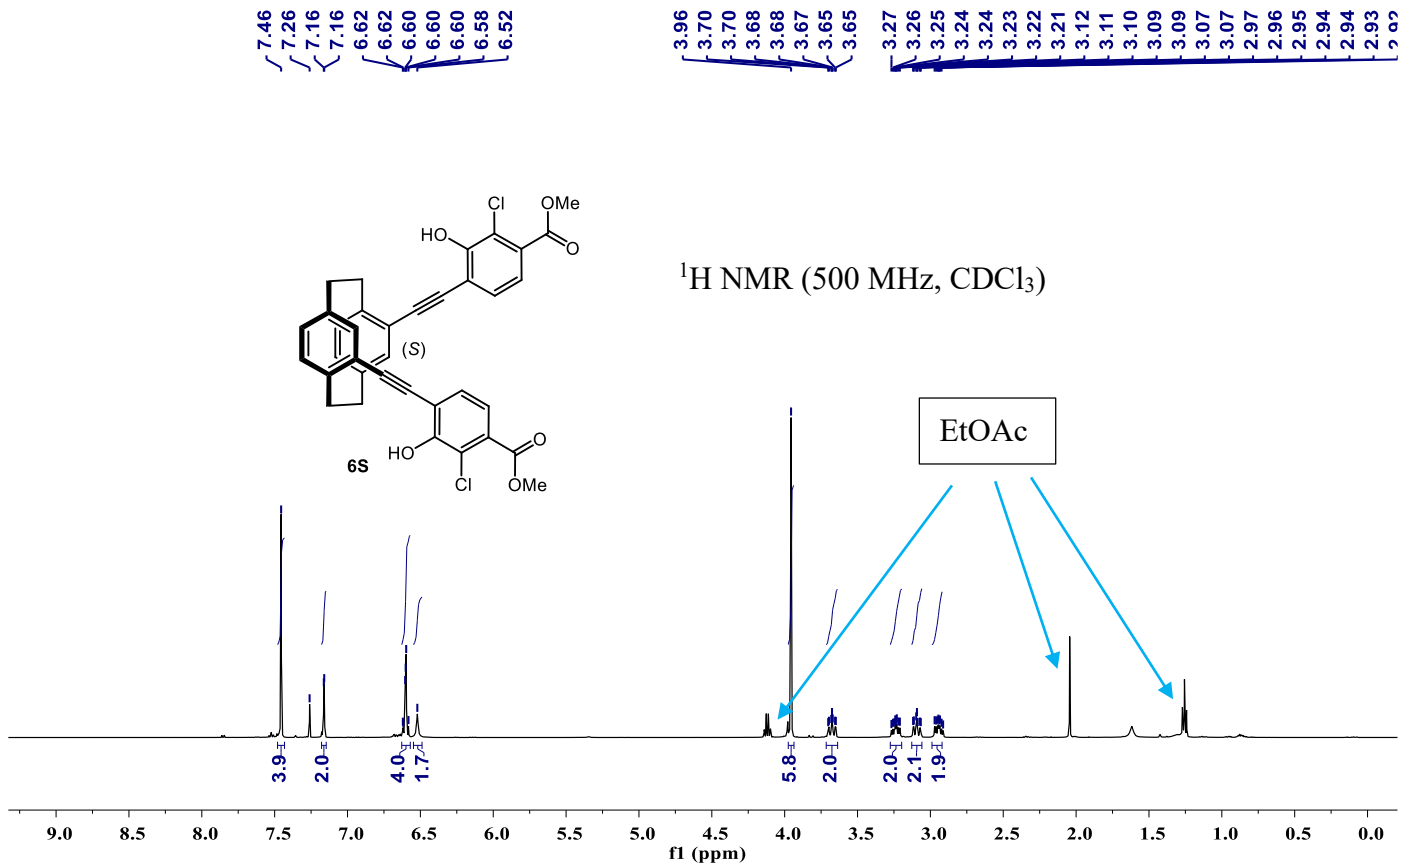 7.46 7.26 7.16 7.16 6.62 6.62 6.60 6.60 6.60 6.58 6.52 3.96 3.70 3.70 3.68 3.68 3.67 3.65 3.65 3.27 3.26 3.25 3.24 3.24 3.23 3.22 3.21 3.12 3.11 3.10 3.09 3.09 3.07 3.07 2.97 2.96 2.95 2.94 2.94 2.93 2.92
Cl OMe
HO
O
¹H NMR (500 MHz, CDCl₃)
(S)
EtOAc
O
HO
6S
Cl OMe
3.9 2.0 4.0 1.7 5.8 2.0 2.0 2.1 1.9
9.0 8.5 8.0 7.5 7.0 6.5 6.0 5.5 5.0 4.5 4.0 3.5 3.0 2.5 2.0 1.5 1.0 0.5 0.0
f1 (ppm)